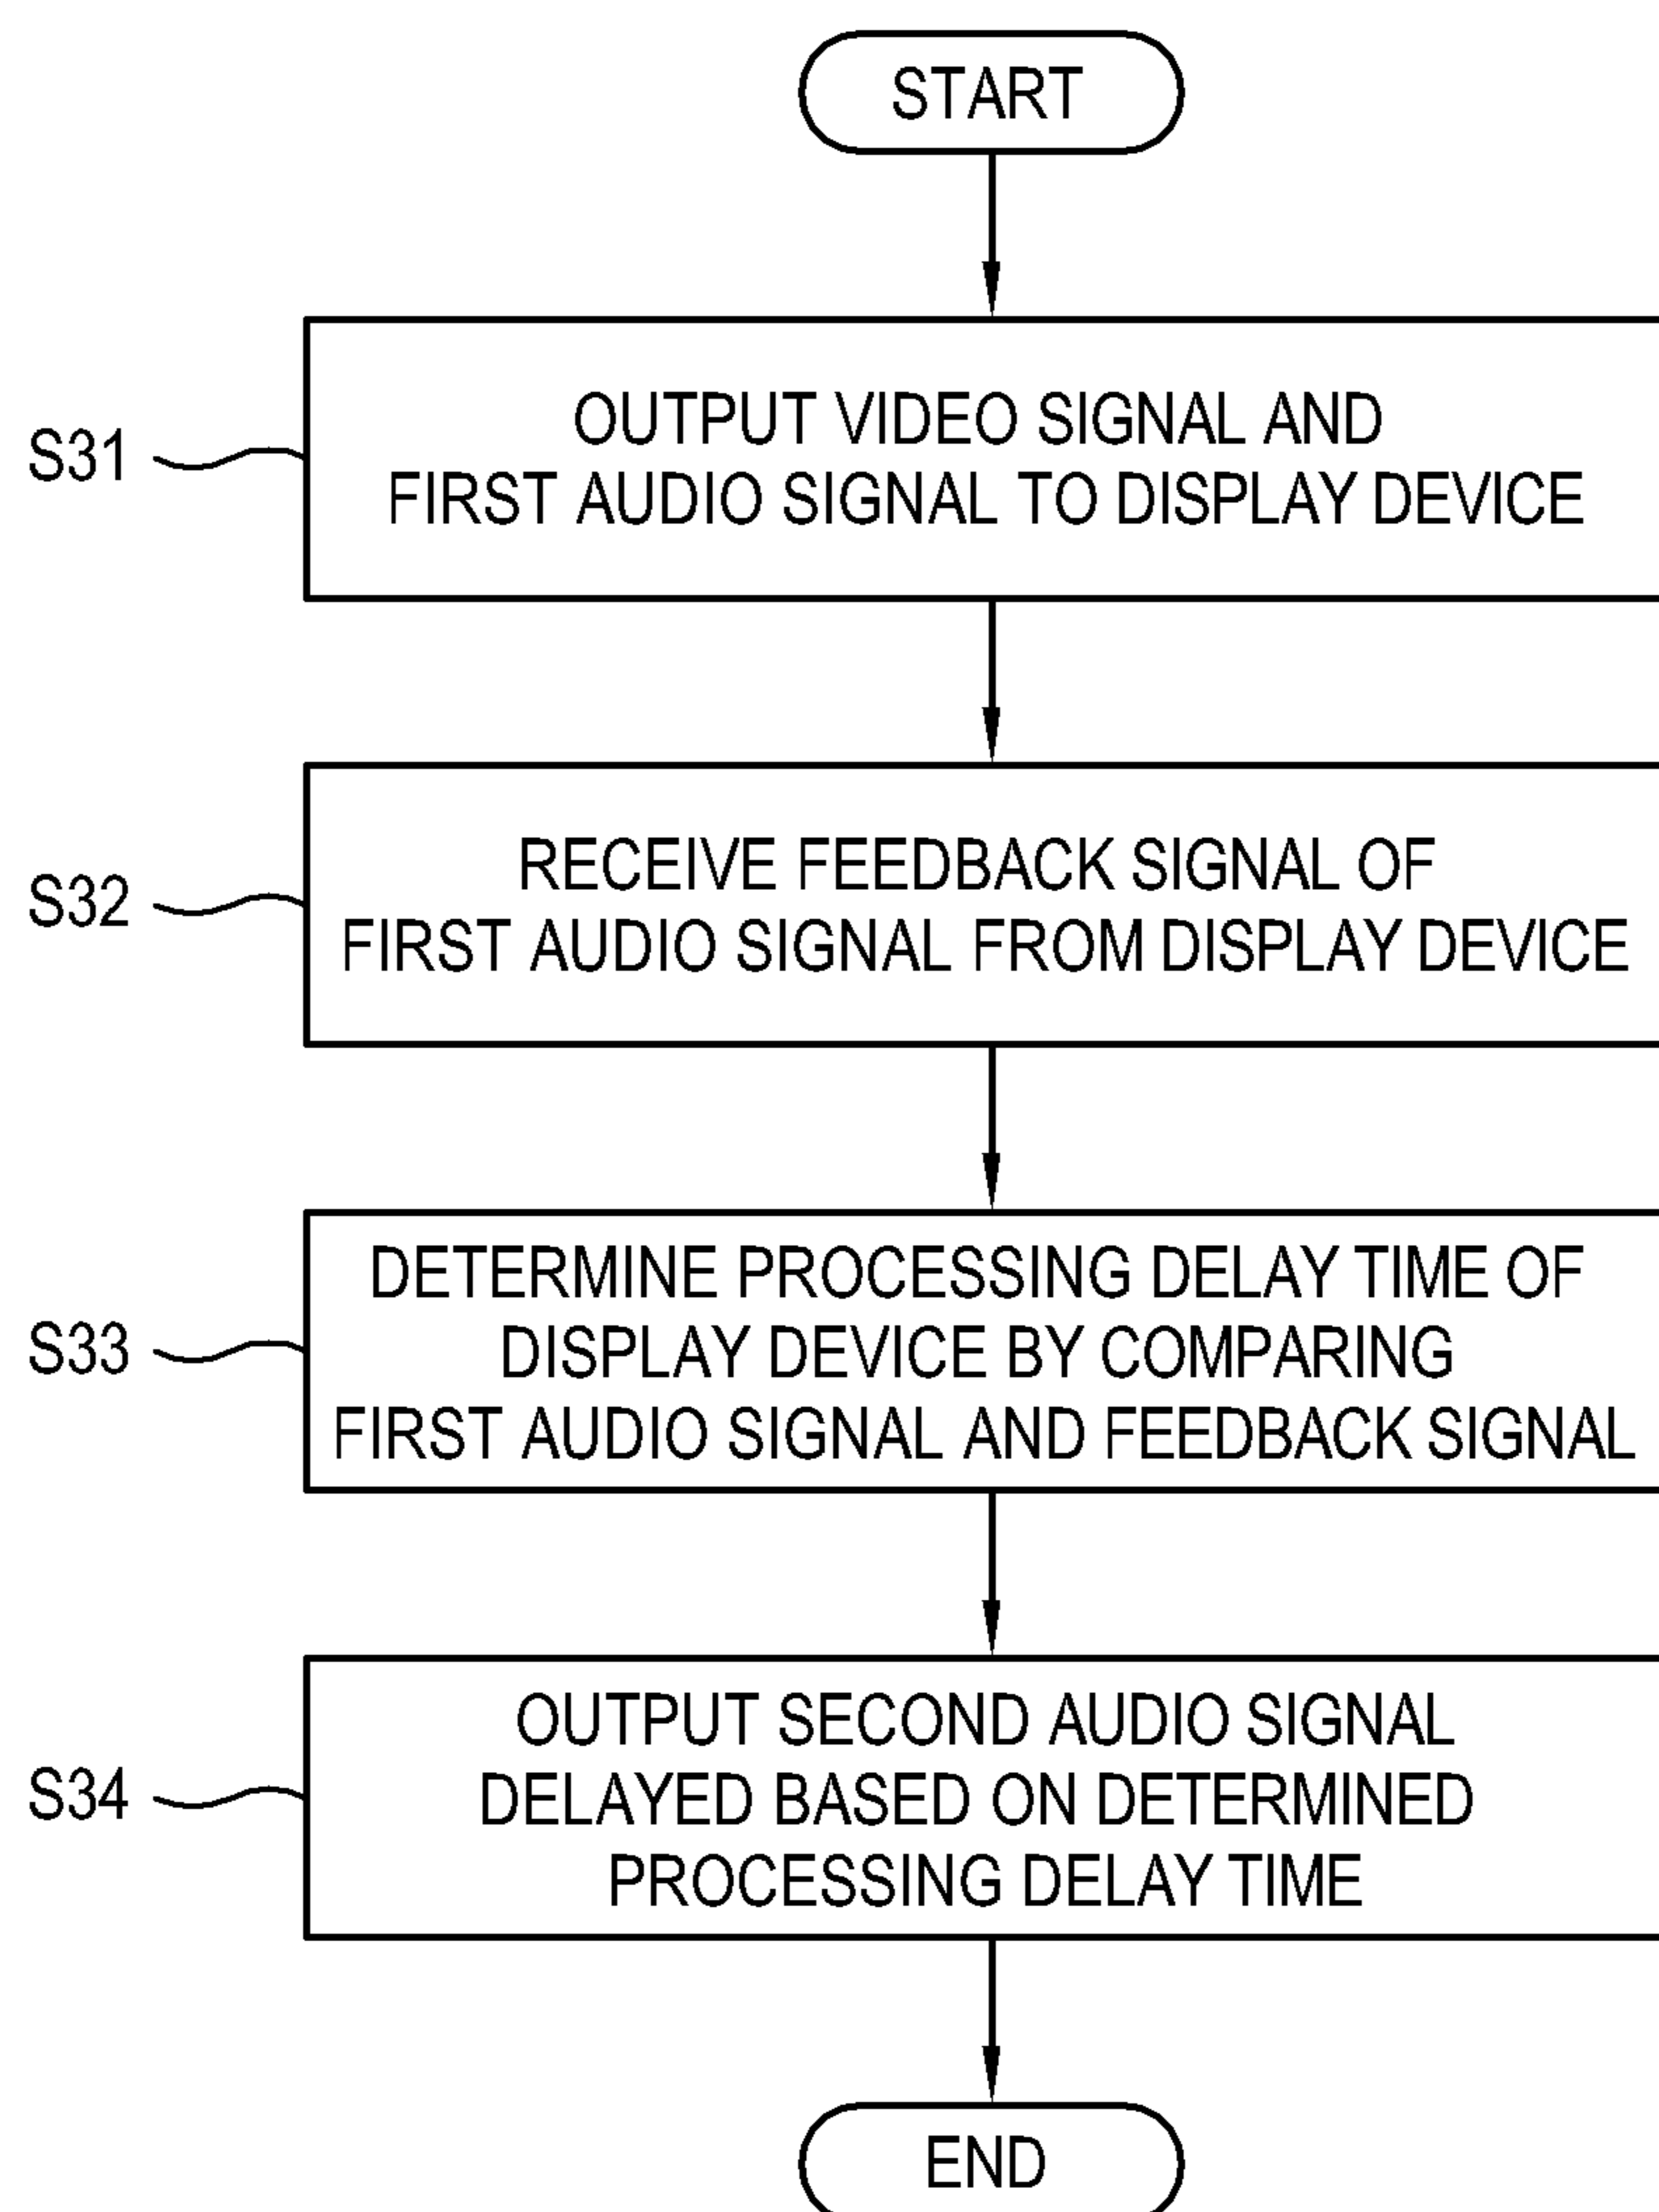 START
S31
OUTPUT VIDEO SIGNAL AND
FIRST AUDIO SIGNAL TO DISPLAY DEVICE
S32
RECEIVE FEEDBACK SIGNAL OF
FIRST AUDIO SIGNAL FROM DISPLAY DEVICE
S33
DETERMINE PROCESSING DELAY TIME OF
DISPLAY DEVICE BY COMPARING
FIRST AUDIO SIGNAL AND FEEDBACK SIGNAL
S34
OUTPUT SECOND AUDIO SIGNAL
DELAYED BASED ON DETERMINED
PROCESSING DELAY TIME
END